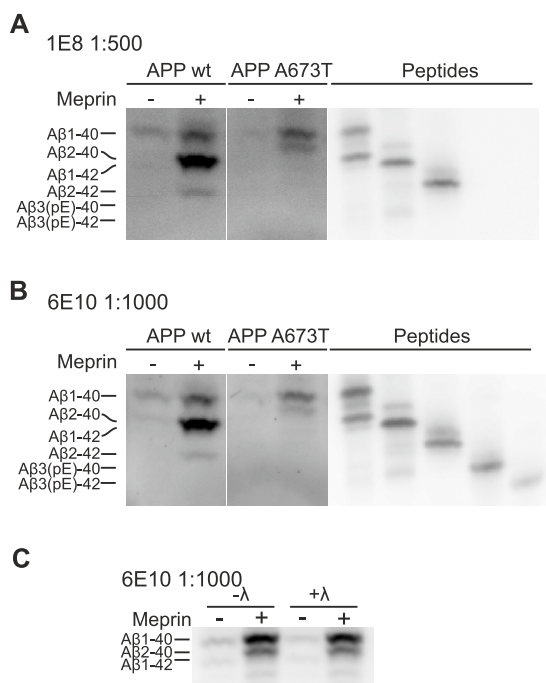 A
1E8 1:500
APP wt APP A673T Peptides
Meprin - + - +
Aβ1-40
Aβ2-40
Aβ1-42
Aβ2-42
Aβ3(pE)-40
Aβ3(pE)-42
B
6E10 1:1000
APP wt APP A673T Peptides
Meprin - + - +
Aβ1-40
Aβ2-40
Aβ1-42
Aβ2-42
Aβ3(pE)-40
Aβ3(pE)-42
C
6E10 1:1000
-λ +λ
Meprin - + - +
Aβ1-40
Aβ2-40
Aβ1-42